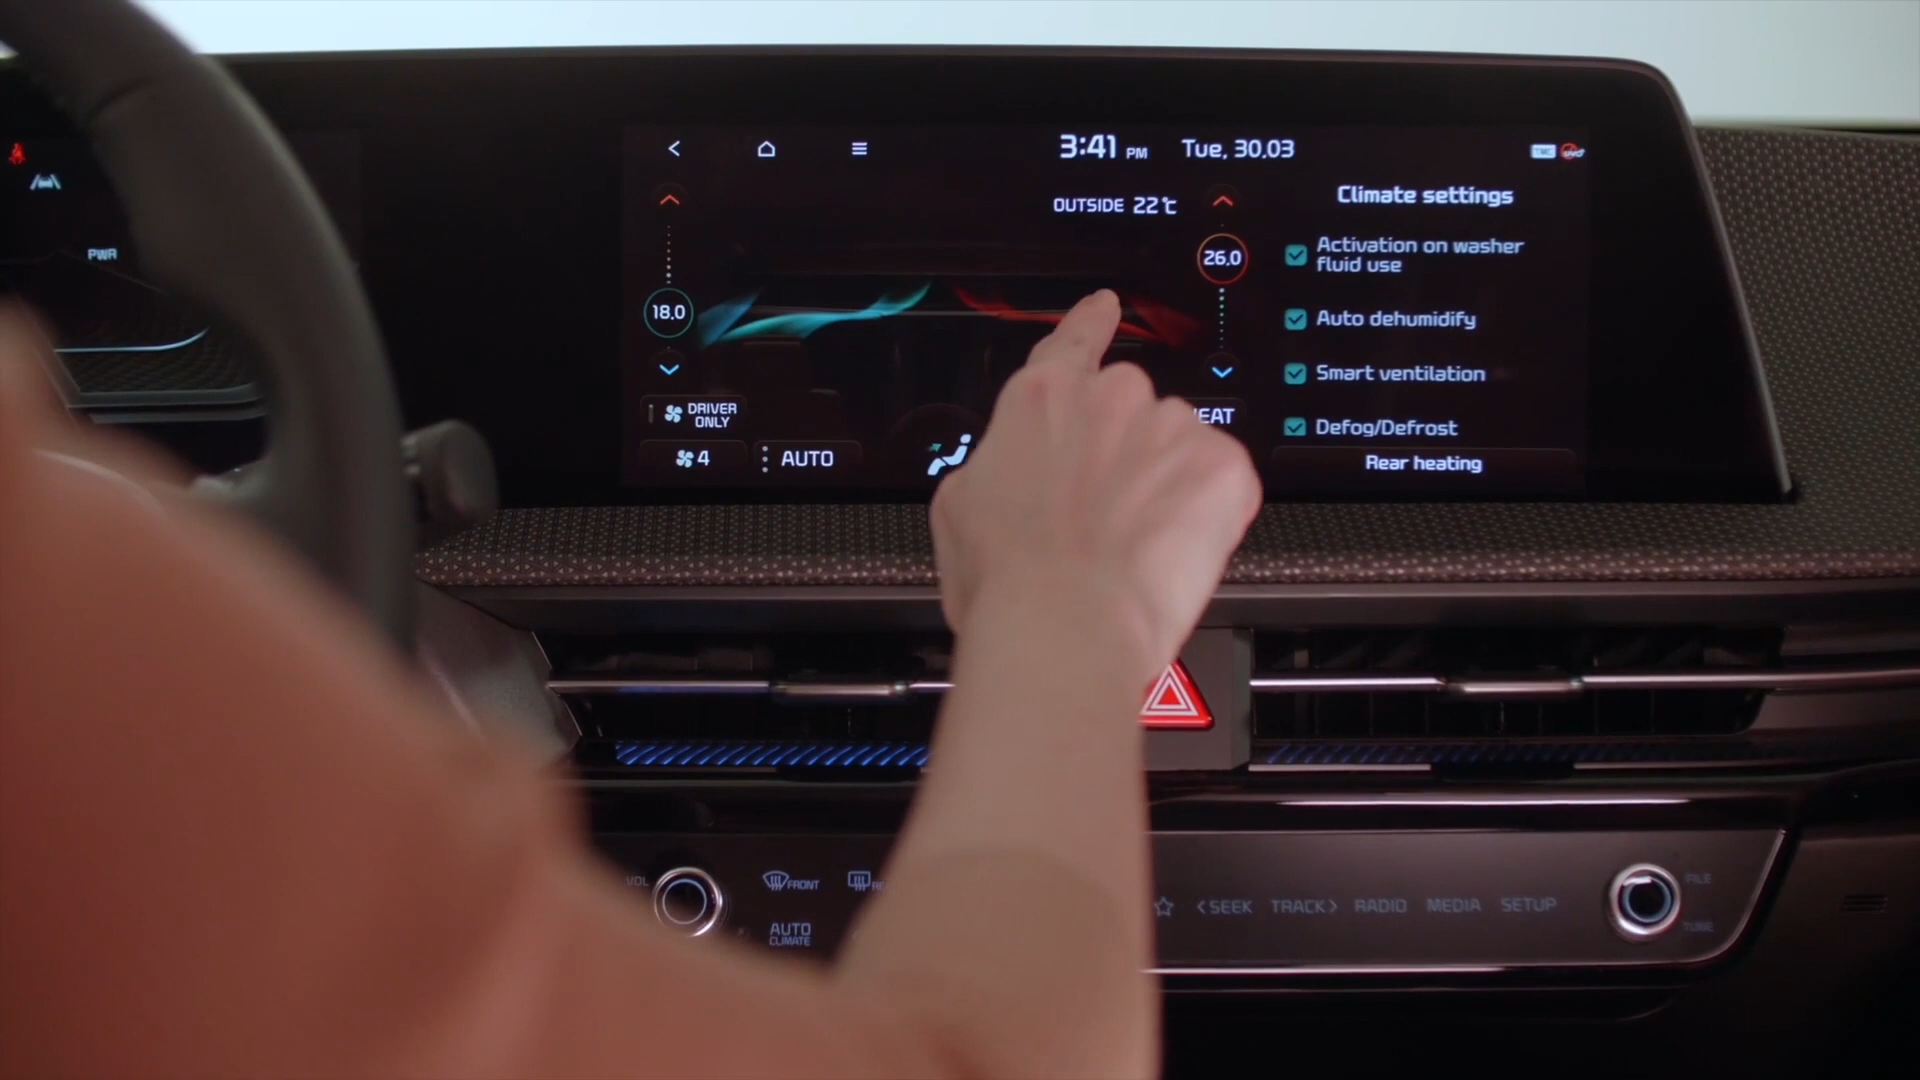 3:41 PM Tue, 30.03
OUTSIDE 22℃
Climate settings
18.0
26.0
Activation on washer
fluid use
Auto dehumidify
Smart ventilation
Defog/Defrost
Rear heating
DRIVER
ONLY
4
AUTO
EAT
PWR
VOL
FRONT
AUTO
CLIMATE
< SEEK TRACK > RADIO MEDIA SETUP
FILE
TUNE